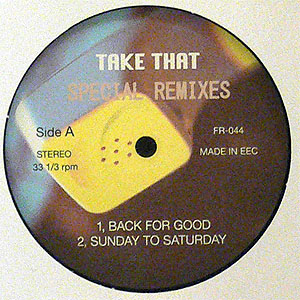 TAKE THAT
SPECIAL REMIXES
Side A
FR-044
STEREO
MADE IN EEC
33 1/3 rpm
1, BACK FOR GOOD
2, SUNDAY TO SATURDAY